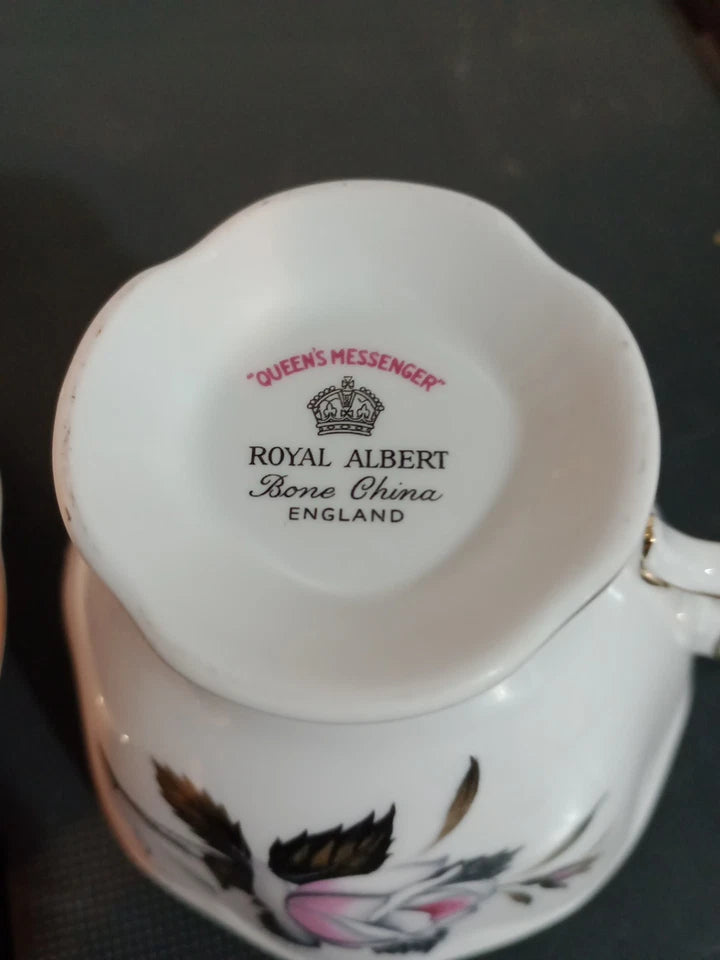 "QUEEN'S MESSENGER"
ROYAL ALBERT
Bone China
ENGLAND